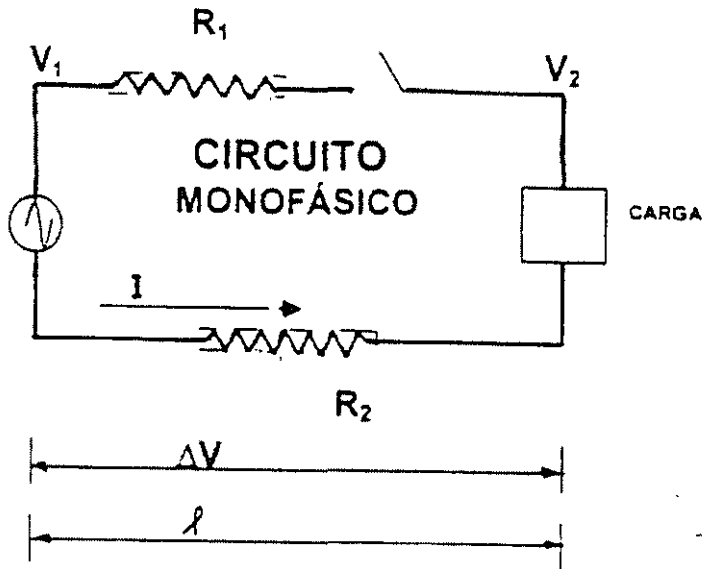 R₁
V₁
V₂
CIRCUITO
MONOFÁSICO
CARGA
I
R₂
ΔV
ℓ